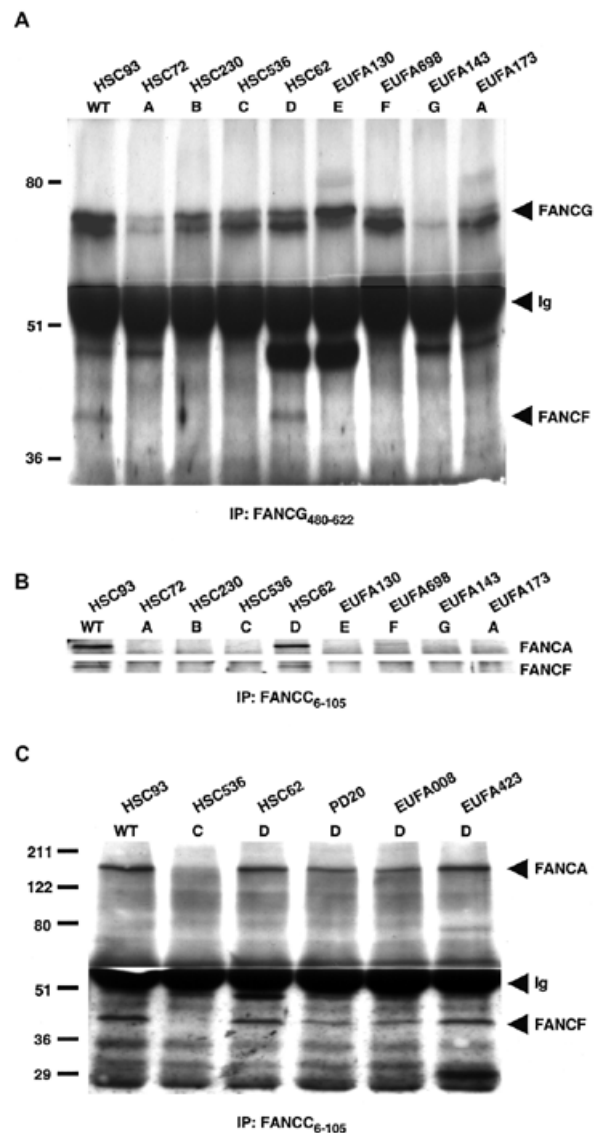 A
HSC93 HSC72 HSC230 HSC536 HSC62 EUFA130 EUFA698 EUFA143 EUFA173
WT A B C D E F G A
80
FANCG
Ig
51
FANCF
36
IP: FANCG480-622
B
HSC93 HSC72 HSC230 HSC536 HSC62 EUFA130 EUFA698 EUFA143 EUFA173
WT A B C D E F G A
FANCA
FANCF
IP: FANCC6-105
C
HSC93 HSC536 HSC62 PD20 EUFA008 EUFA423
WT C D D D D
211
FANCA
122
80
51
Ig
FANCF
36
29
IP: FANCC6-105